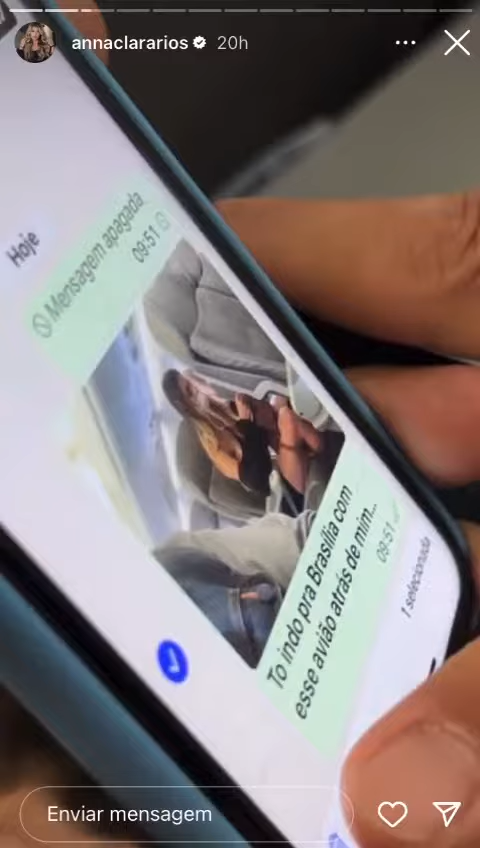 annaclararios 20h
Hoje
Mensagem apagada
09:51
To indo pra Brasília com
esse avião atrás de mim...
09:51
1 selecionada
Enviar mensagem